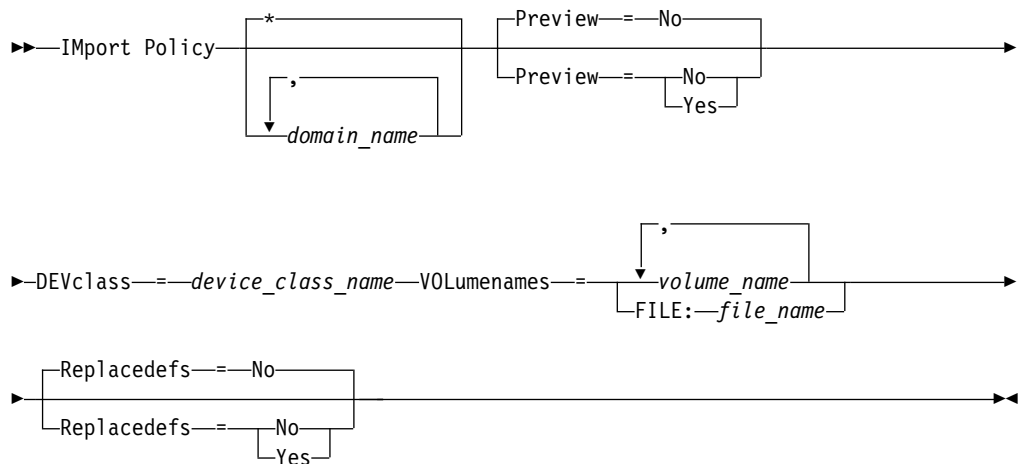 *
Preview = No
IMport Policy
,
Preview = No
Yes
domain_name
,
DEVclass = device_class_name VOLumenames = volume_name
FILE: file_name
Replacedefs = No
Replacedefs = No
Yes